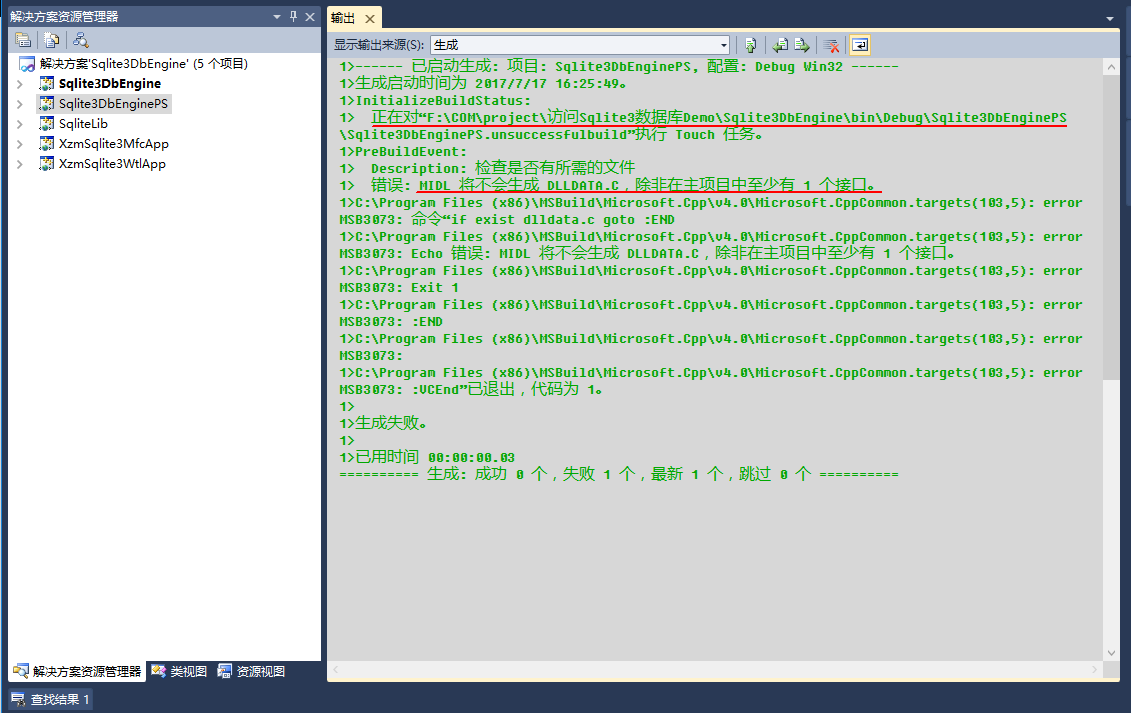 解决方案资源管理器
解决方案'Sqlite3DbEngine' (5 个项目)
Sqlite3DbEngine
Sqlite3DbEnginePS
SqliteLib
XzmSqlite3MfcApp
XzmSqlite3WtlApp
解决方案资源管理器 类视图 资源视图
查找结果 1
输出
显示输出来源(S): 生成
1>------ 已启动生成: 项目: Sqlite3DbEnginePS, 配置: Debug Win32 ------
1>生成启动时间为 2017/7/17 16:25:49。
1>InitializeBuildStatus:
1> 正在对“F:\COM\project\访问Sqlite3数据库Demo\Sqlite3DbEngine\bin\Debug\Sqlite3DbEnginePS
\Sqlite3DbEnginePS.unsuccessfulbuild”执行 Touch 任务。
1>PreBuildEvent:
1> Description: 检查是否有所需的文件
1> 错误: MIDL 将不会生成 DLLDATA.C，除非在主项目中至少有 1 个接口。
1>C:\Program Files (x86)\MSBuild\Microsoft.Cpp\v4.0\Microsoft.CppCommon.targets(103,5): error
MSB3073: 命令“if exist dlldata.c goto :END
1>C:\Program Files (x86)\MSBuild\Microsoft.Cpp\v4.0\Microsoft.CppCommon.targets(103,5): error
MSB3073: Echo 错误: MIDL 将不会生成 DLLDATA.C，除非在主项目中至少有 1 个接口。
1>C:\Program Files (x86)\MSBuild\Microsoft.Cpp\v4.0\Microsoft.CppCommon.targets(103,5): error
MSB3073: Exit 1
1>C:\Program Files (x86)\MSBuild\Microsoft.Cpp\v4.0\Microsoft.CppCommon.targets(103,5): error
MSB3073: :END
1>C:\Program Files (x86)\MSBuild\Microsoft.Cpp\v4.0\Microsoft.CppCommon.targets(103,5): error
MSB3073:
1>C:\Program Files (x86)\MSBuild\Microsoft.Cpp\v4.0\Microsoft.CppCommon.targets(103,5): error
MSB3073: :VCEnd”已退出，代码为 1。
1>
1>生成失败。
1>
1>已用时间 00:00:00.03
========== 生成: 成功 0 个，失败 1 个，最新 1 个，跳过 0 个 ==========